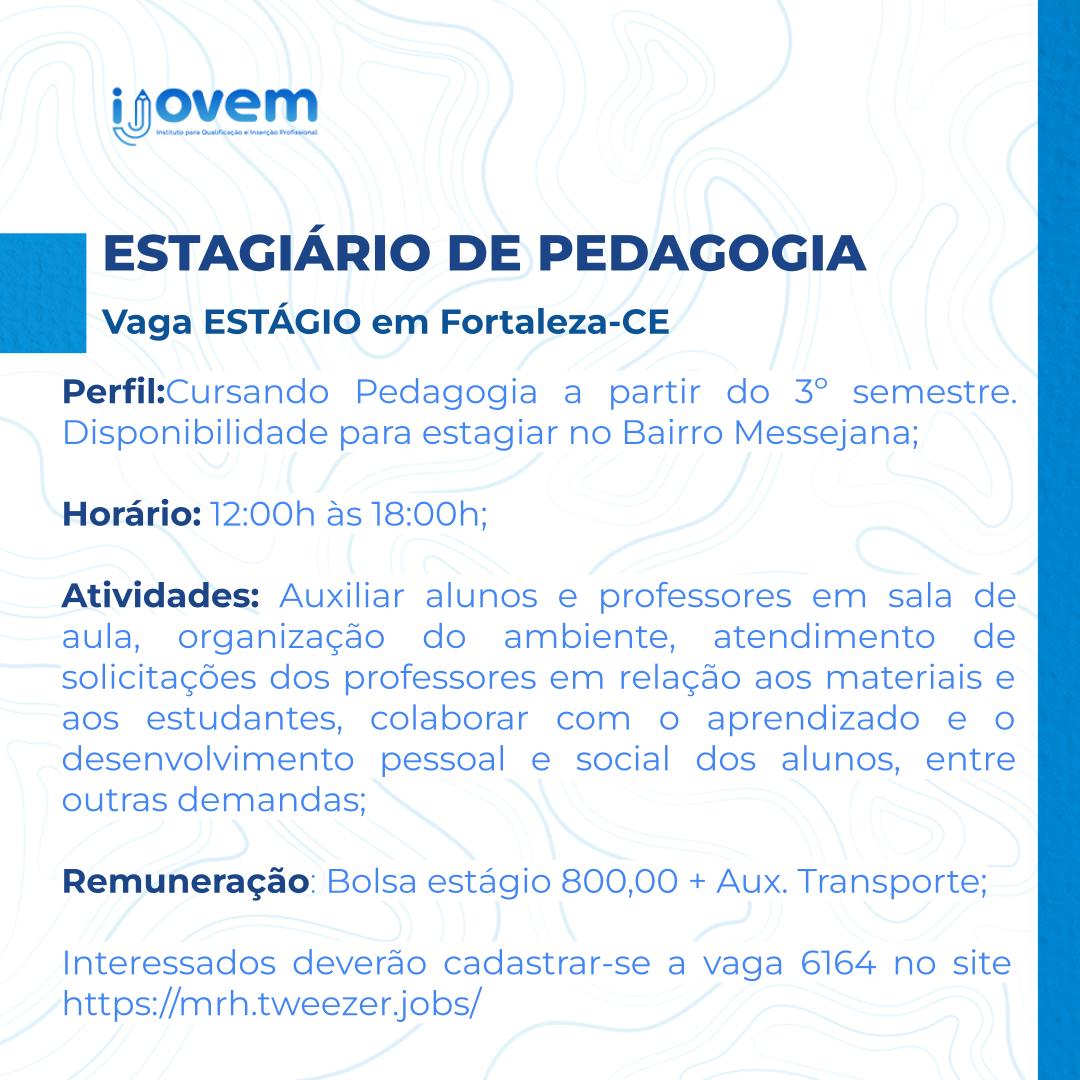 ijovem
Instituto para Qualificação e Inserção Profissional
ESTAGIÁRIO DE PEDAGOGIA
Vaga ESTÁGIO em Fortaleza-CE
Perfil:Cursando Pedagogia a partir do 3º semestre.
Disponibilidade para estagiar no Bairro Messejana;
Horário: 12:00h às 18:00h;
Atividades: Auxiliar alunos e professores em sala de
aula, organização do ambiente, atendimento de
solicitações dos professores em relação aos materiais e
aos estudantes, colaborar com o aprendizado e o
desenvolvimento pessoal e social dos alunos, entre
outras demandas;
Remuneração: Bolsa estágio 800,00 + Aux. Transporte;
Interessados deverão cadastrar-se a vaga 6164 no site
https://mrh.tweezer.jobs/